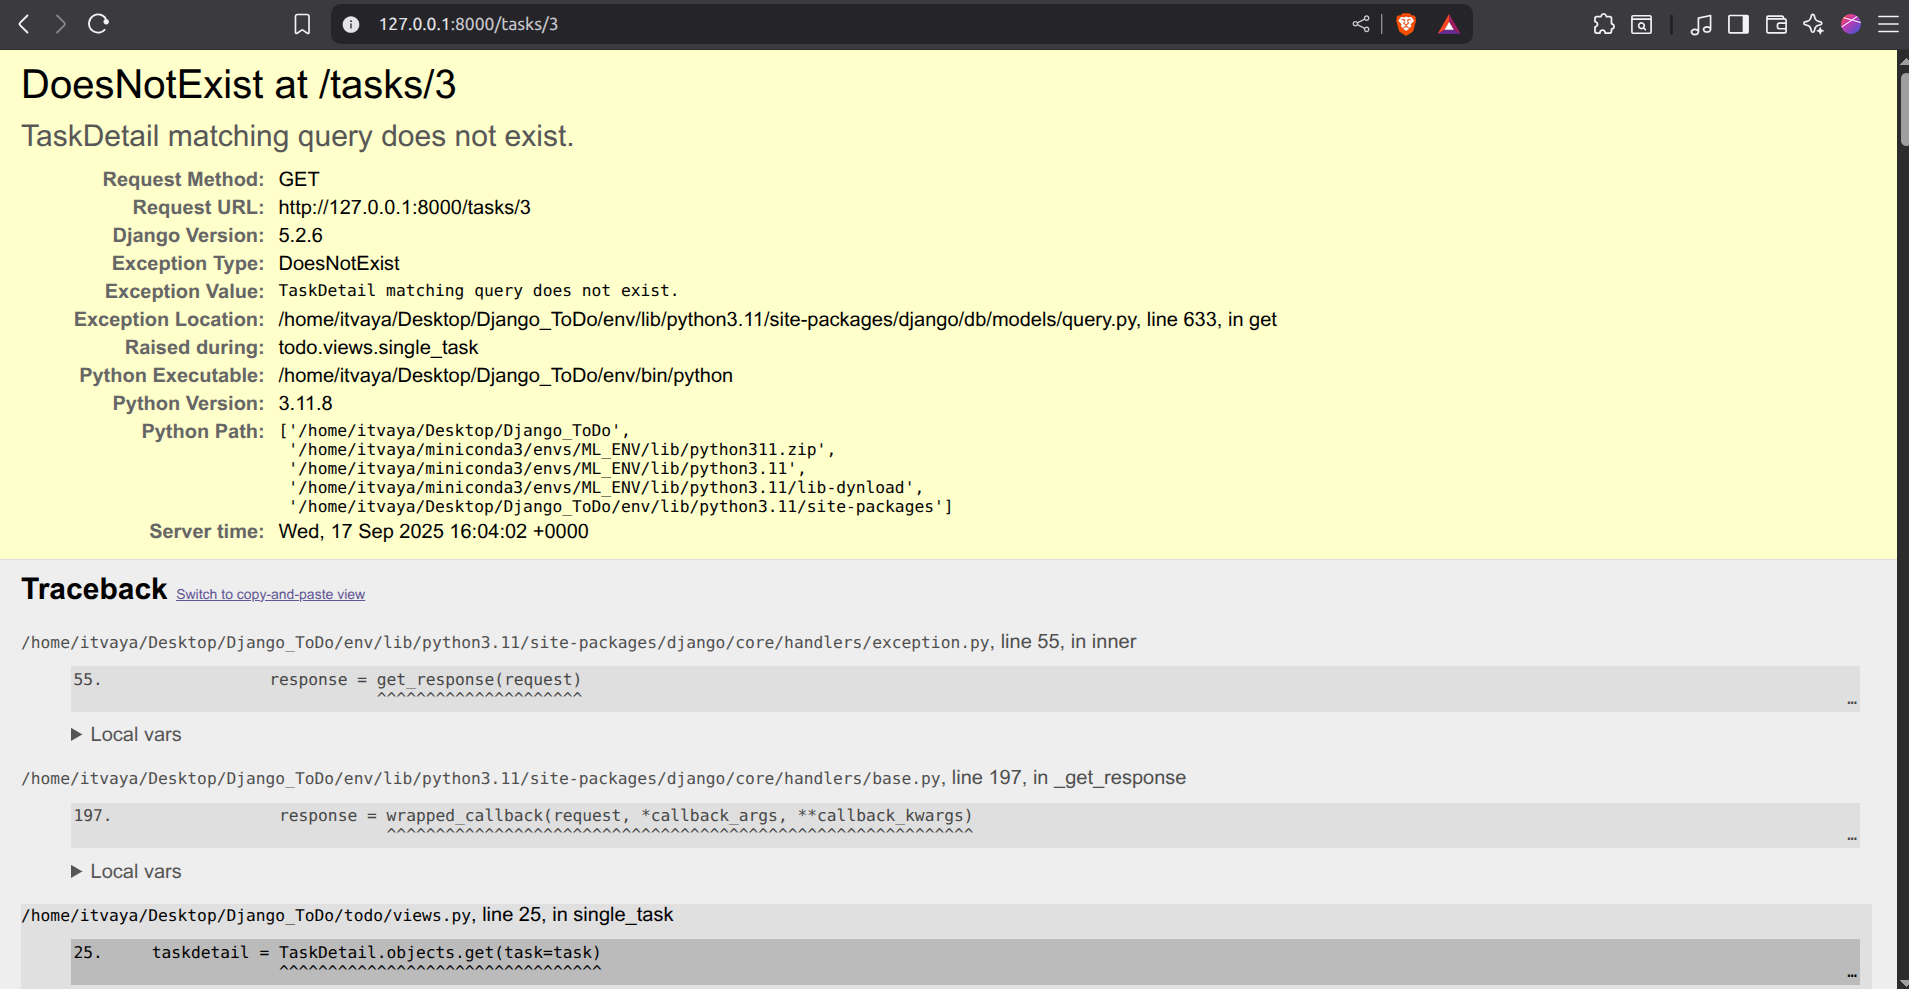 127.0.0.1:8000/tasks/3
DoesNotExist at /tasks/3
TaskDetail matching query does not exist.
Request Method: GET
Request URL: http://127.0.0.1:8000/tasks/3
Django Version: 5.2.6
Exception Type: DoesNotExist
Exception Value: TaskDetail matching query does not exist.
Exception Location: /home/itvaya/Desktop/Django_ToDo/env/lib/python3.11/site-packages/django/db/models/query.py, line 633, in get
Raised during: todo.views.single_task
Python Executable: /home/itvaya/Desktop/Django_ToDo/env/bin/python
Python Version: 3.11.8
Python Path: ['/home/itvaya/Desktop/Django_ToDo',
'/home/itvaya/miniconda3/envs/ML_ENV/lib/python311.zip',
'/home/itvaya/miniconda3/envs/ML_ENV/lib/python3.11',
'/home/itvaya/miniconda3/envs/ML_ENV/lib/python3.11/lib-dynload',
'/home/itvaya/Desktop/Django_ToDo/env/lib/python3.11/site-packages']
Server time: Wed, 17 Sep 2025 16:04:02 +0000
Traceback Switch to copy-and-paste view
/home/itvaya/Desktop/Django_ToDo/env/lib/python3.11/site-packages/django/core/handlers/exception.py, line 55, in inner
55. response = get_response(request)
^^^^^^^^^^^^^^^^^^^^^ …
▶ Local vars
/home/itvaya/Desktop/Django_ToDo/env/lib/python3.11/site-packages/django/core/handlers/base.py, line 197, in _get_response
197. response = wrapped_callback(request, *callback_args, **callback_kwargs)
^^^^^^^^^^^^^^^^^^^^^^^^^^^^^^^^^^^^^^^^^^^^^^^^^^^^^^^^^^^^ …
▶ Local vars
/home/itvaya/Desktop/Django_ToDo/todo/views.py, line 25, in single_task
25. taskdetail = TaskDetail.objects.get(task=task)
^^^^^^^^^^^^^^^^^^^^^^^^^^^^^^^^^ …